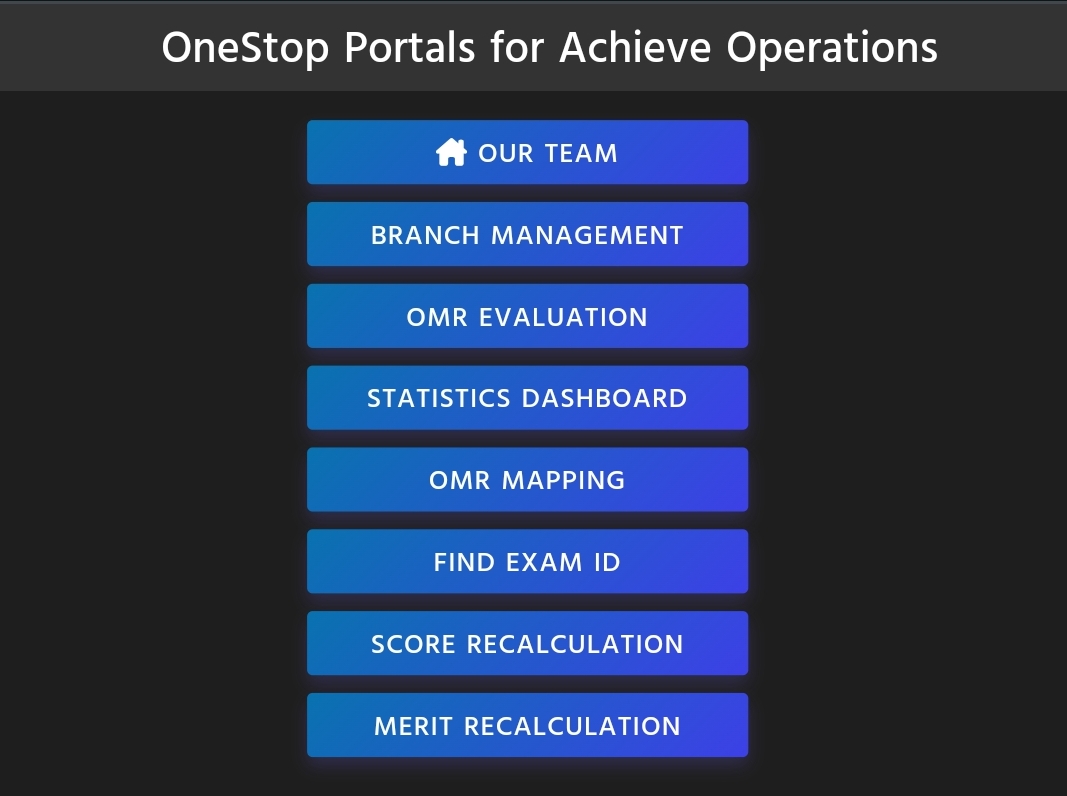 OneStop Portals for Achieve Operations
OUR TEAM
BRANCH MANAGEMENT
OMR EVALUATION
STATISTICS DASHBOARD
OMR MAPPING
FIND EXAM ID
SCORE RECALCULATION
MERIT RECALCULATION